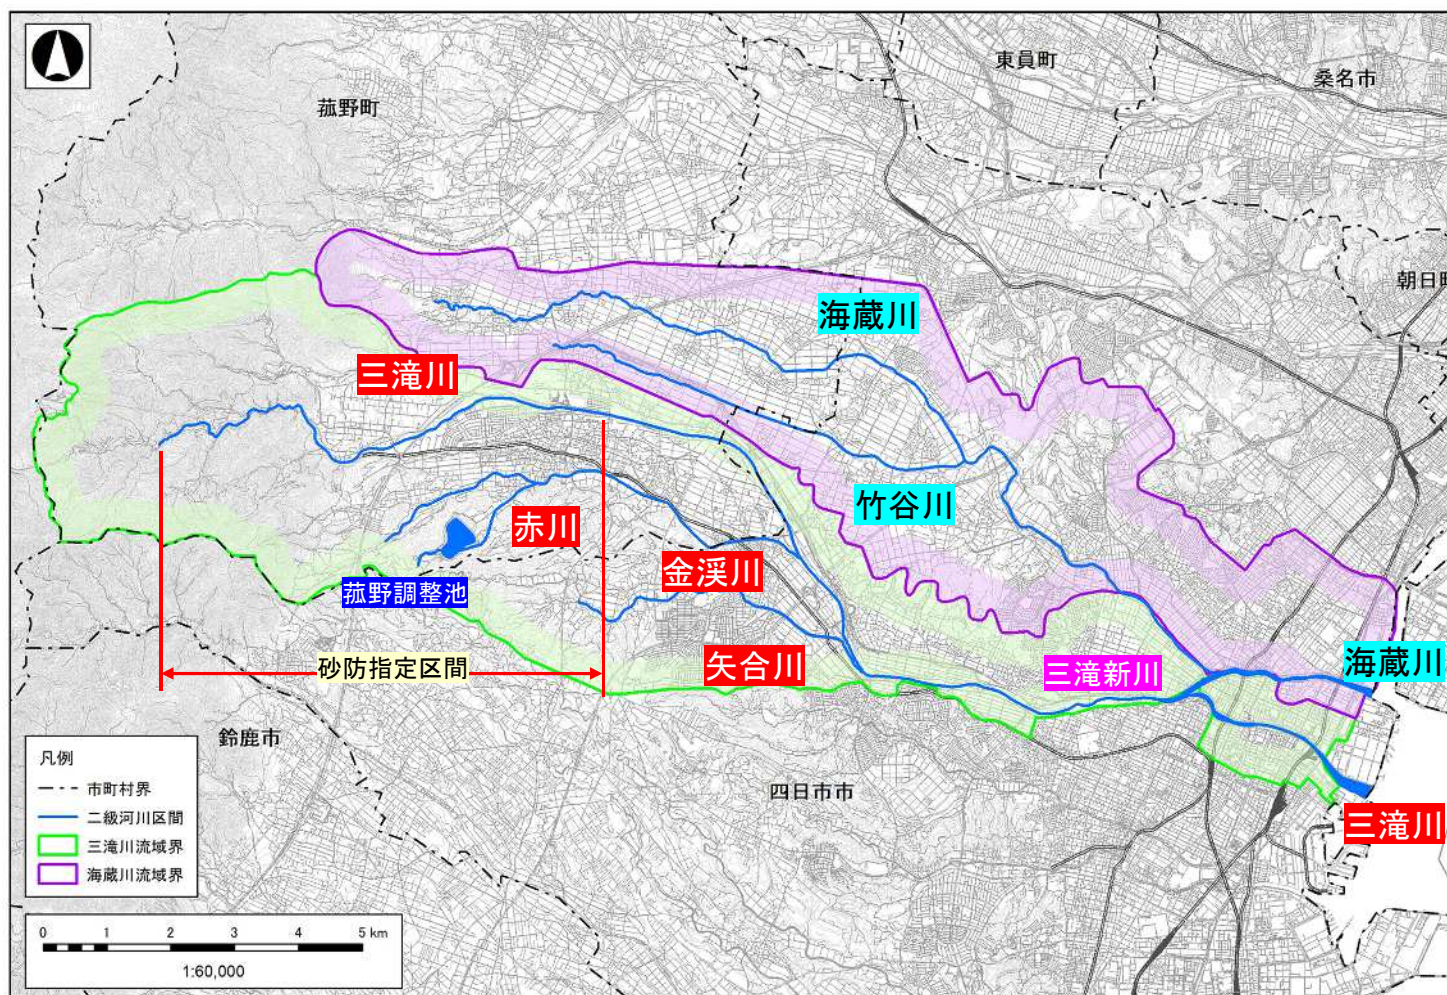 東員町
桑名市
菰野町
朝日町
海蔵川
三滝川
竹谷川
赤川
金渓川
菰野調整池
砂防指定区間
矢合川
三滝新川
海蔵川
鈴鹿市
四日市市
三滝川
凡例
市町村界
二級河川区間
三滝川流域界
海蔵川流域界
0 1 2 3 4 5 km
1:60,000